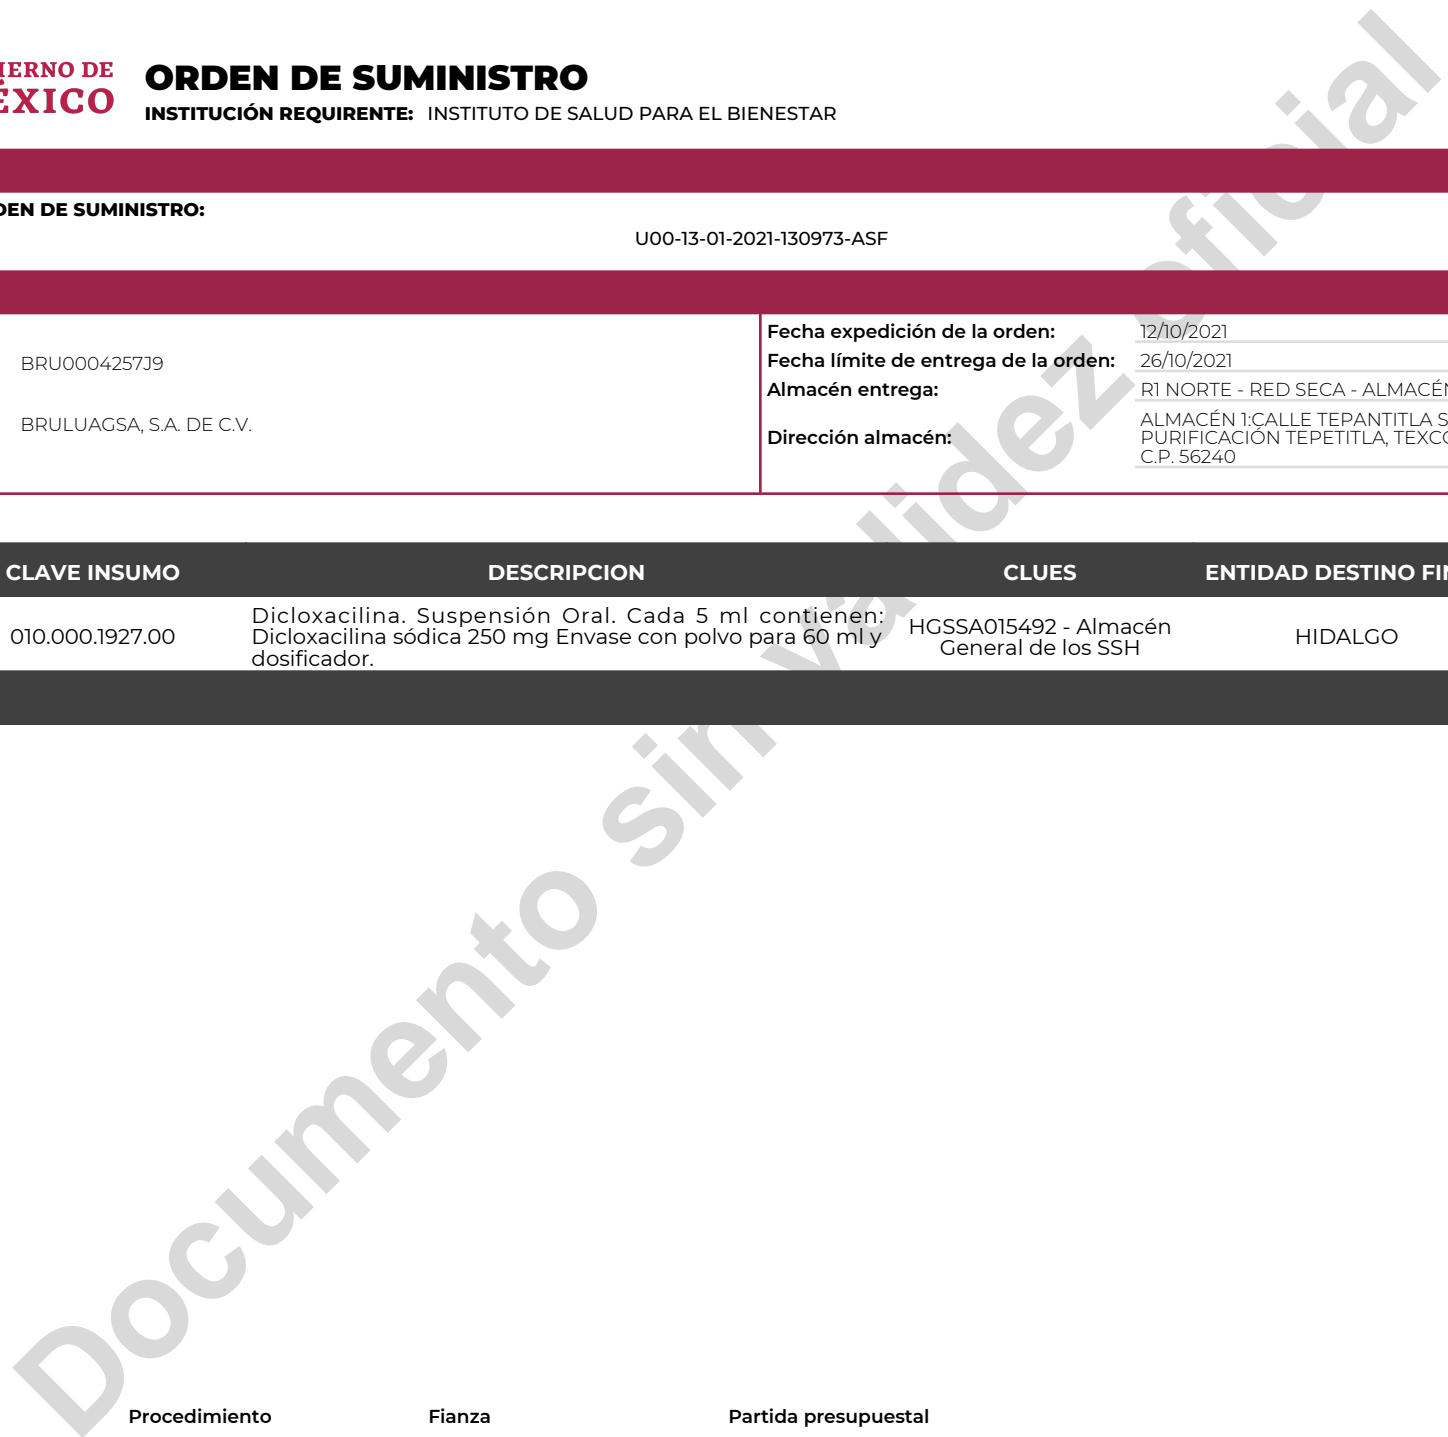 IERNO DE
ÉXICO
ORDEN DE SUMINISTRO
INSTITUCIÓN REQUIRENTE: INSTITUTO DE SALUD PARA EL BIENESTAR
DEN DE SUMINISTRO:
U00-13-01-2021-130973-ASF
BRU0004257J9
BRULUAGSA, S.A. DE C.V.
Fecha expedición de la orden: 12/10/2021
Fecha límite de entrega de la orden: 26/10/2021
Almacén entrega: R1 NORTE - RED SECA - ALMACÉN
Dirección almacén: ALMACÉN 1:CALLE TEPANTITLA S
PURIFICACIÓN TEPETITLA, TEXCO
C.P. 56240
CLAVE INSUMO DESCRIPCION CLUES ENTIDAD DESTINO FIN
010.000.1927.00
Dicloxacilina. Suspensión Oral. Cada 5 ml contienen:
Dicloxacilina sódica 250 mg Envase con polvo para 60 ml y
dosificador.
HGSSA015492 - Almacén
General de los SSH
HIDALGO
Documento sin validez oficial
Procedimiento Fianza Partida presupuestal